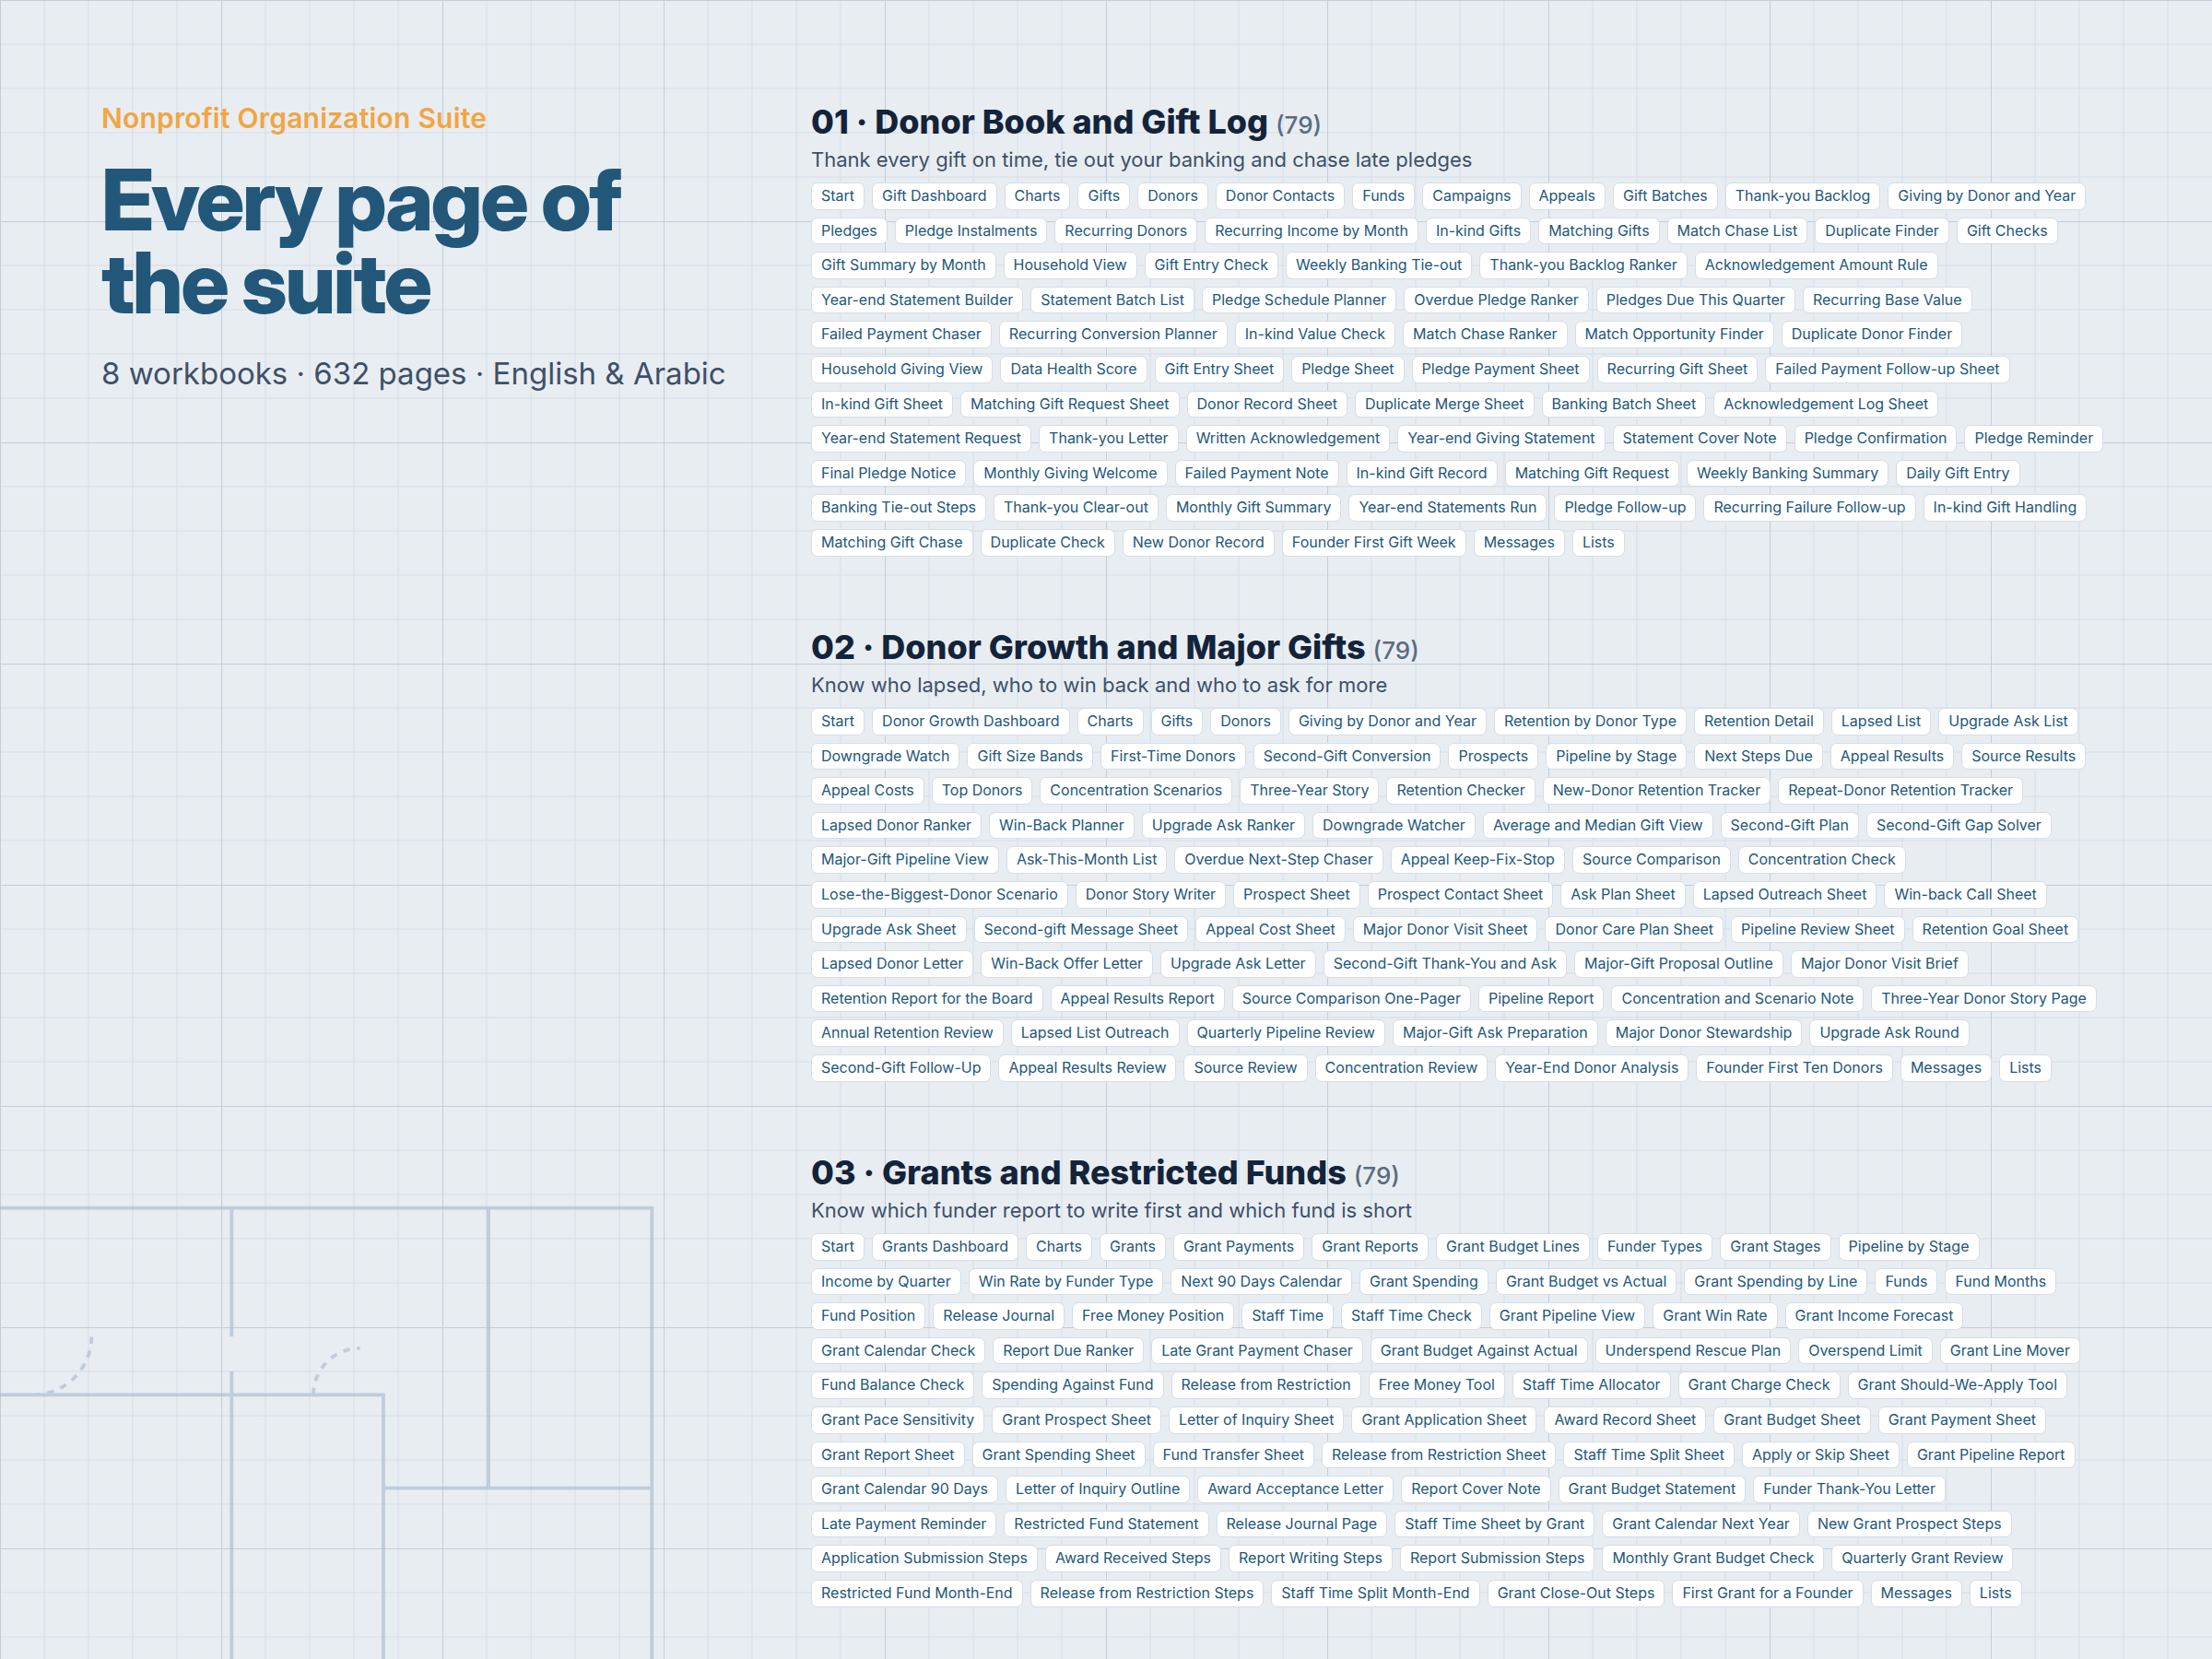 Nonprofit Organization Suite
Every page of
the suite
8 workbooks · 632 pages · English & Arabic
01 · Donor Book and Gift Log (79)
Thank every gift on time, tie out your banking and chase late pledges
Start Gift Dashboard Charts Gifts Donors Donor Contacts Funds Campaigns Appeals Gift Batches Thank-you Backlog Giving by Donor and Year
Pledges Pledge Instalments Recurring Donors Recurring Income by Month In-kind Gifts Matching Gifts Match Chase List Duplicate Finder Gift Checks
Gift Summary by Month Household View Gift Entry Check Weekly Banking Tie-out Thank-you Backlog Ranker Acknowledgement Amount Rule
Year-end Statement Builder Statement Batch List Pledge Schedule Planner Overdue Pledge Ranker Pledges Due This Quarter Recurring Base Value
Failed Payment Chaser Recurring Conversion Planner In-kind Value Check Match Chase Ranker Match Opportunity Finder Duplicate Donor Finder
Household Giving View Data Health Score Gift Entry Sheet Pledge Sheet Pledge Payment Sheet Recurring Gift Sheet Failed Payment Follow-up Sheet
In-kind Gift Sheet Matching Gift Request Sheet Donor Record Sheet Duplicate Merge Sheet Banking Batch Sheet Acknowledgement Log Sheet
Year-end Statement Request Thank-you Letter Written Acknowledgement Year-end Giving Statement Statement Cover Note Pledge Confirmation Pledge Reminder
Final Pledge Notice Monthly Giving Welcome Failed Payment Note In-kind Gift Record Matching Gift Request Weekly Banking Summary Daily Gift Entry
Banking Tie-out Steps Thank-you Clear-out Monthly Gift Summary Year-end Statements Run Pledge Follow-up Recurring Failure Follow-up In-kind Gift Handling
Matching Gift Chase Duplicate Check New Donor Record Founder First Gift Week Messages Lists
02 · Donor Growth and Major Gifts (79)
Know who lapsed, who to win back and who to ask for more
Start Donor Growth Dashboard Charts Gifts Donors Giving by Donor and Year Retention by Donor Type Retention Detail Lapsed List Upgrade Ask List
Downgrade Watch Gift Size Bands First-Time Donors Second-Gift Conversion Prospects Pipeline by Stage Next Steps Due Appeal Results Source Results
Appeal Costs Top Donors Concentration Scenarios Three-Year Story Retention Checker New-Donor Retention Tracker Repeat-Donor Retention Tracker
Lapsed Donor Ranker Win-Back Planner Upgrade Ask Ranker Downgrade Watcher Average and Median Gift View Second-Gift Plan Second-Gift Gap Solver
Major-Gift Pipeline View Ask-This-Month List Overdue Next-Step Chaser Appeal Keep-Fix-Stop Source Comparison Concentration Check
Lose-the-Biggest-Donor Scenario Donor Story Writer Prospect Sheet Prospect Contact Sheet Ask Plan Sheet Lapsed Outreach Sheet Win-back Call Sheet
Upgrade Ask Sheet Second-gift Message Sheet Appeal Cost Sheet Major Donor Visit Sheet Donor Care Plan Sheet Pipeline Review Sheet Retention Goal Sheet
Lapsed Donor Letter Win-Back Offer Letter Upgrade Ask Letter Second-Gift Thank-You and Ask Major-Gift Proposal Outline Major Donor Visit Brief
Retention Report for the Board Appeal Results Report Source Comparison One-Pager Pipeline Report Concentration and Scenario Note Three-Year Donor Story Page
Annual Retention Review Lapsed List Outreach Quarterly Pipeline Review Major-Gift Ask Preparation Major Donor Stewardship Upgrade Ask Round
Second-Gift Follow-Up Appeal Results Review Source Review Concentration Review Year-End Donor Analysis Founder First Ten Donors Messages Lists
03 · Grants and Restricted Funds (79)
Know which funder report to write first and which fund is short
Start Grants Dashboard Charts Grants Grant Payments Grant Reports Grant Budget Lines Funder Types Grant Stages Pipeline by Stage
Income by Quarter Win Rate by Funder Type Next 90 Days Calendar Grant Spending Grant Budget vs Actual Grant Spending by Line Funds Fund Months
Fund Position Release Journal Free Money Position Staff Time Staff Time Check Grant Pipeline View Grant Win Rate Grant Income Forecast
Grant Calendar Check Report Due Ranker Late Grant Payment Chaser Grant Budget Against Actual Underspend Rescue Plan Overspend Limit Grant Line Mover
Fund Balance Check Spending Against Fund Release from Restriction Free Money Tool Staff Time Allocator Grant Charge Check Grant Should-We-Apply Tool
Grant Pace Sensitivity Grant Prospect Sheet Letter of Inquiry Sheet Grant Application Sheet Award Record Sheet Grant Budget Sheet Grant Payment Sheet
Grant Report Sheet Grant Spending Sheet Fund Transfer Sheet Release from Restriction Sheet Staff Time Split Sheet Apply or Skip Sheet Grant Pipeline Report
Grant Calendar 90 Days Letter of Inquiry Outline Award Acceptance Letter Report Cover Note Grant Budget Statement Funder Thank-You Letter
Late Payment Reminder Restricted Fund Statement Release Journal Page Staff Time Sheet by Grant Grant Calendar Next Year New Grant Prospect Steps
Application Submission Steps Award Received Steps Report Writing Steps Report Submission Steps Monthly Grant Budget Check Quarterly Grant Review
Restricted Fund Month-End Release from Restriction Steps Staff Time Split Month-End Grant Close-Out Steps First Grant for a Founder Messages Lists